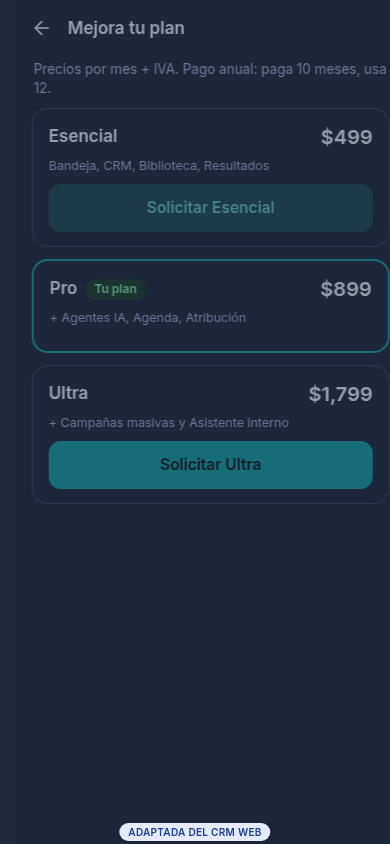 Mejora tu plan
Precios por mes + IVA. Pago anual: paga 10 meses, usa
12.
Esencial
$499
Bandeja, CRM, Biblioteca, Resultados
Solicitar Esencial
Pro
Tu plan
$899
+ Agentes IA, Agenda, Atribución
Ultra
$1,799
+ Campañas masivas y Asistente interno
Solicitar Ultra
ADAPTADA DEL CRM WEB